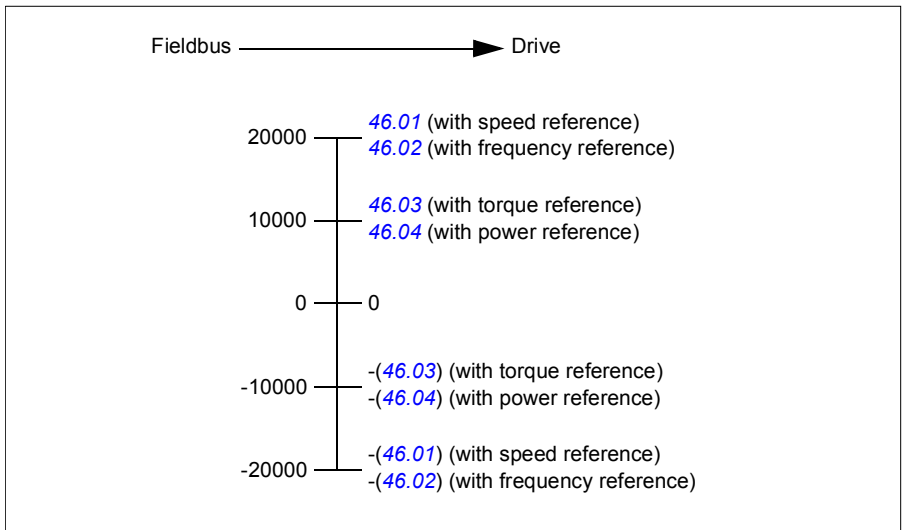 Fieldbus Drive
46.01 (with speed reference)
20000
46.02 (with frequency reference)
46.03 (with torque reference)
10000
46.04 (with power reference)
0 0
-(46.03) (with torque reference)
-10000
-(46.04) (with power reference)
-(46.01) (with speed reference)
-20000
-(46.02) (with frequency reference)